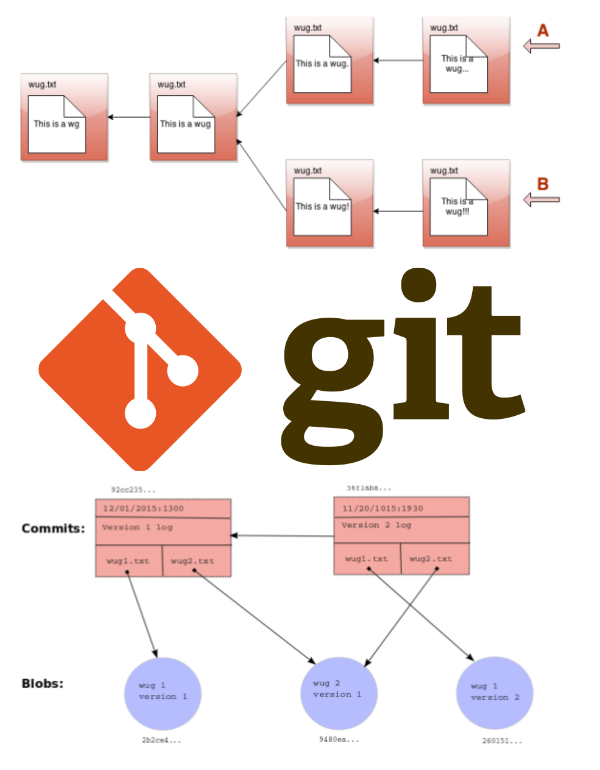 wug.txt
This is a wug.
wug.txt
This is a
wug...
A
wug.txt
This is a wg
wug.txt
This is a wug
wug.txt
This is a wug!
wug.txt
This is a
wug!!!
B
git
92cc235...
Commits:
12/01/2015:1300
Version 1 log
wug1.txt
wug2.txt
11/20/1015:1930
Version 2 log
wug1.txt
wug2.txt
Blobs:
wug 1
version 1
2b2ce4...
wug 2
version 1
9480ea...
wug 1
version 2
260151...